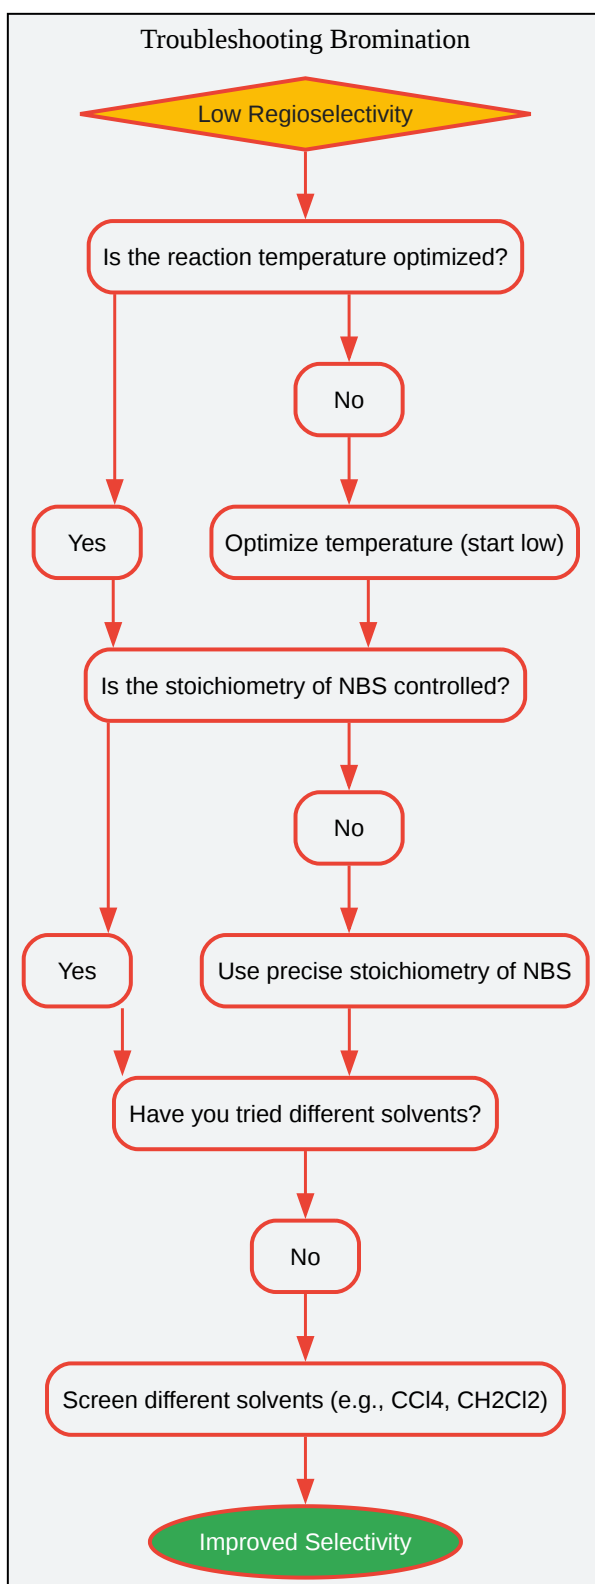 Troubleshooting Bromination
Low Regioselectivity
Is the reaction temperature optimized?
No
Yes
Optimize temperature (start low)
Is the stoichiometry of NBS controlled?
No
Yes
Use precise stoichiometry of NBS
Have you tried different solvents?
No
Screen different solvents (e.g., CCl4, CH2Cl2)
Improved Selectivity